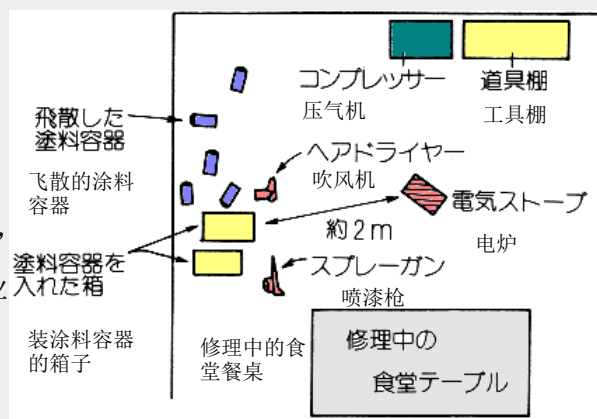 コンプレッサー
压气机
道具棚
工具棚
飛散した
塗料容器
飞散的涂料
容器
ヘアドライヤー
吹风机
電気ストーブ
电炉
約2m
塗料容器を
入れた箱
装涂料容器
的箱子
スプレーガン
喷漆枪
修理中的食
堂餐桌
修理中の
食堂テーブル